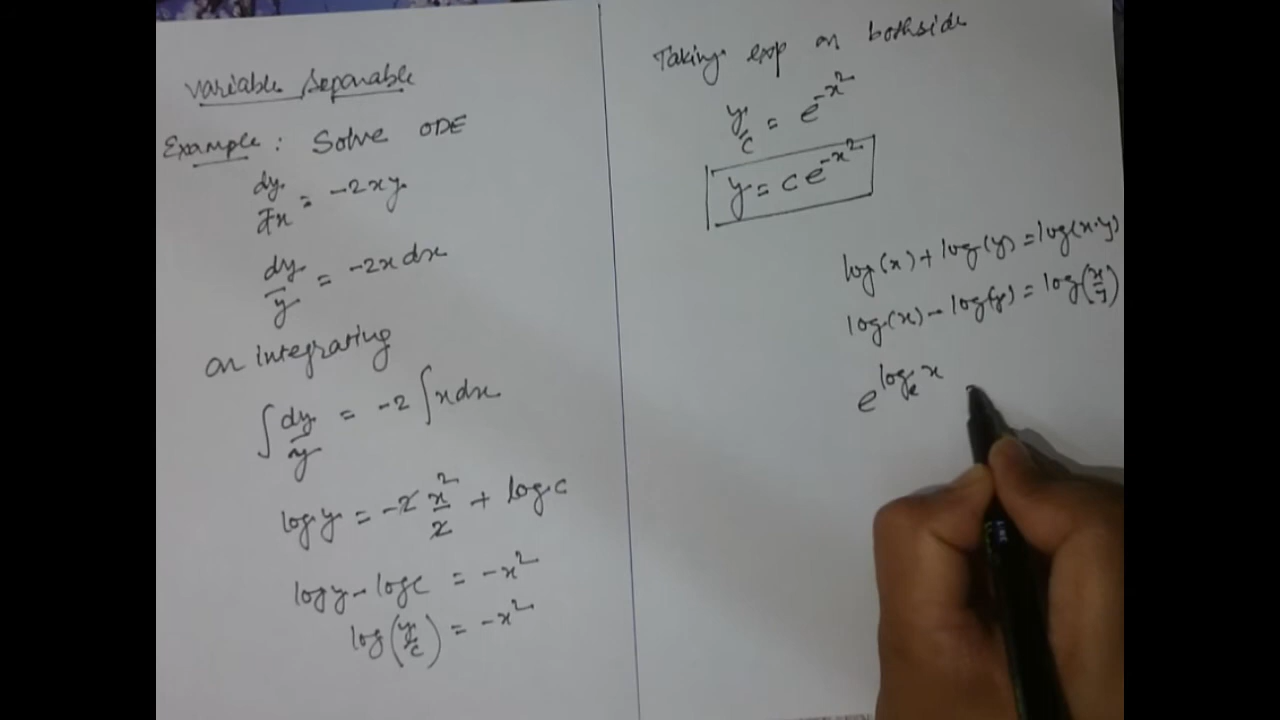 Variable Separable
Example: Solve ODE
dy/dx = -2xy
dy/y = -2x dx
on integrating
∫ dy/y = -2 ∫ x dx
log y = -2 x²/2 + log c
log y - log c = -x²
log(y/c) = -x²
Taking exp on bothside
y/c = e^{-x²}
y = c e^{-x²}
log(x) + log(y) = log(x·y)
log(x) - log(y) = log(x/y)
e^{log_e x}